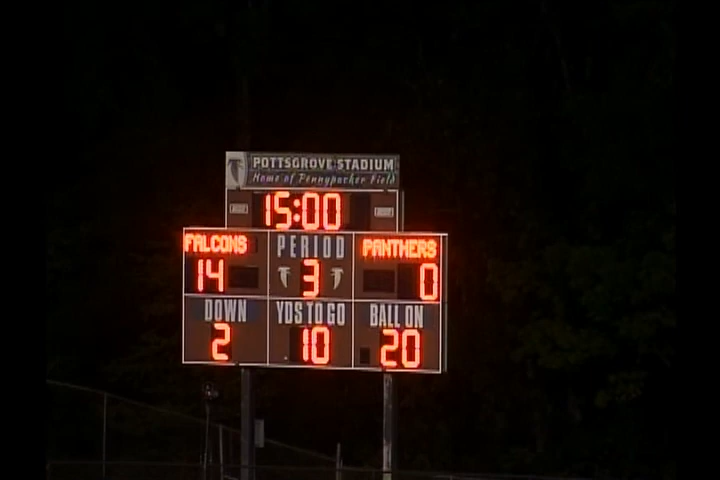 POTTSGROVE STADIUM
Home of Pennypacker Field
15:00
FALCONS PERIOD PANTHERS
14 3 0
DOWN YDS TO GO BALL ON
2 10 20